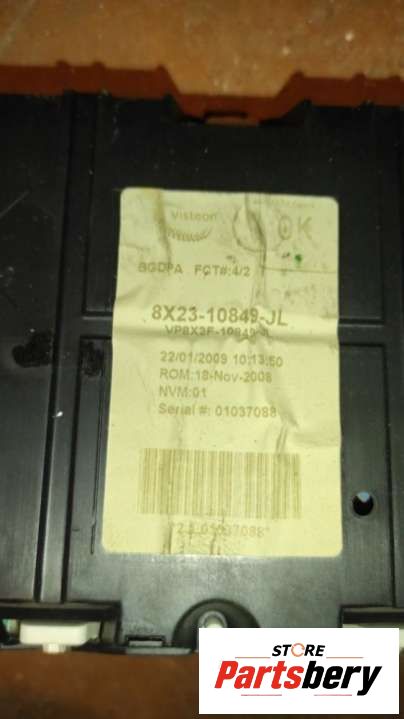 Visteon
OK
BGDPA FCT#:4/2
8X23-10849-JL
22/01/2009 10:13:50
ROM:18-Nov-2008
NVM:01
Serial #: 01037088
STORE
Partsbery